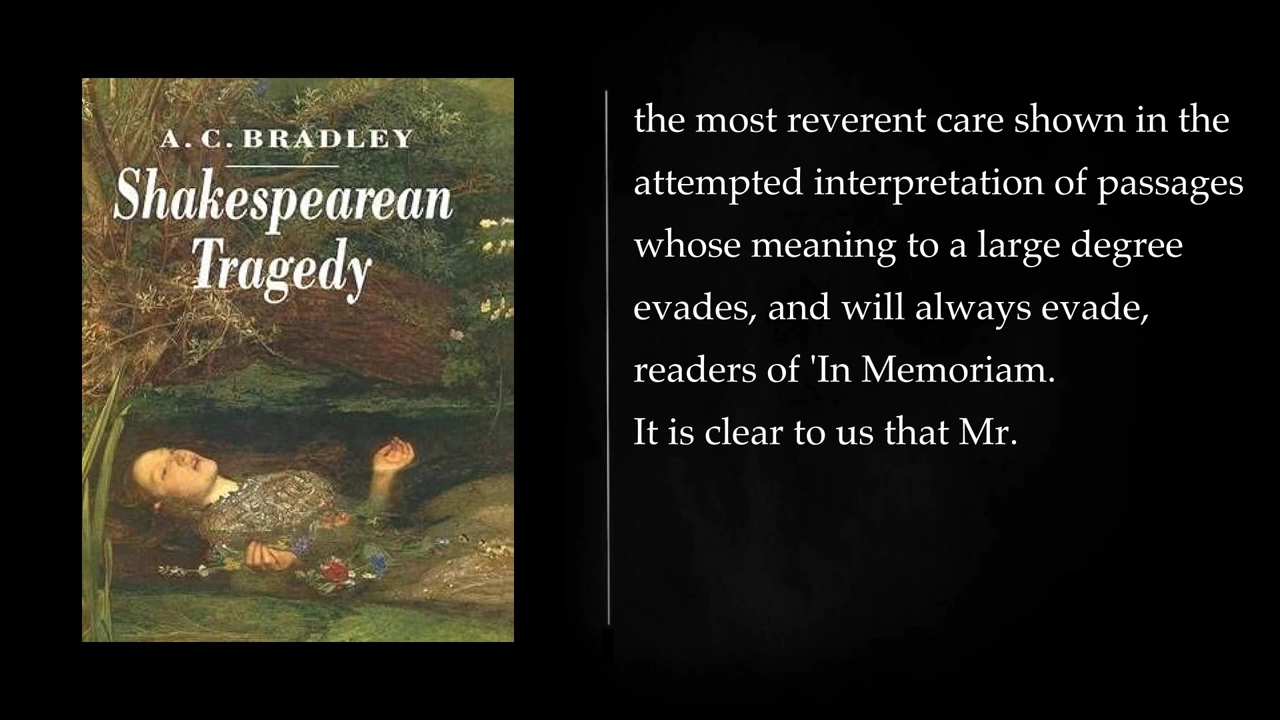 A. C. BRADLEY
Shakespearean
Tragedy
the most reverent care shown in the
attempted interpretation of passages
whose meaning to a large degree
evades, and will always evade,
readers of 'In Memoriam.
It is clear to us that Mr.